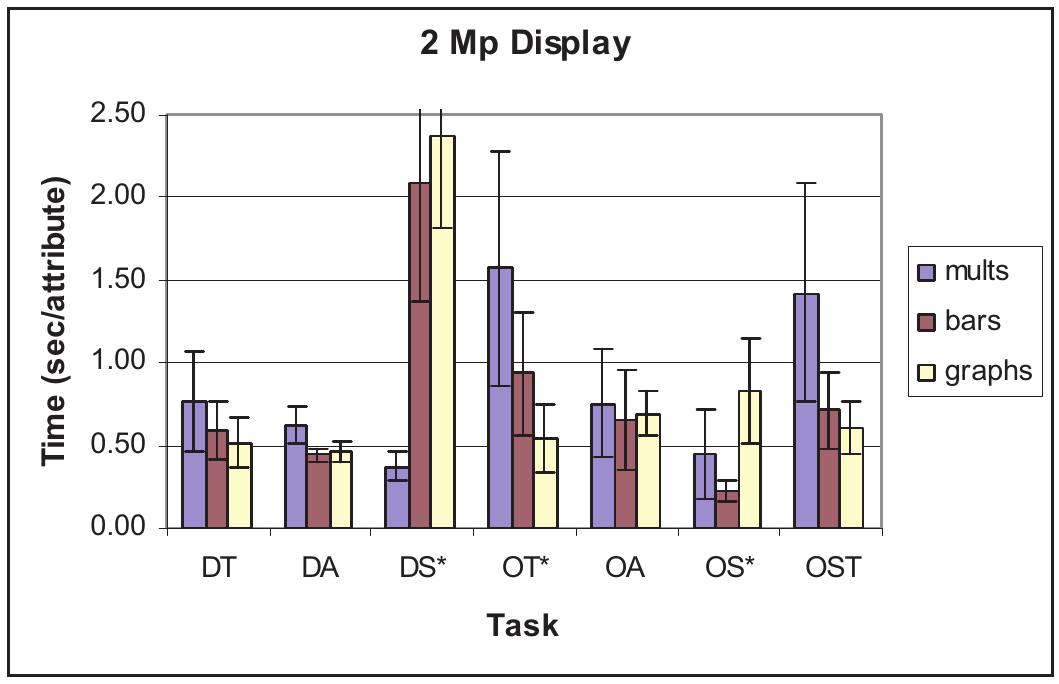 2 Mp Display
Time (sec/attribute)
2.50
2.00
1.50
1.00
0.50
0.00
DT DA DS* OT* OA OS* OST
Task
mults
bars
graphs